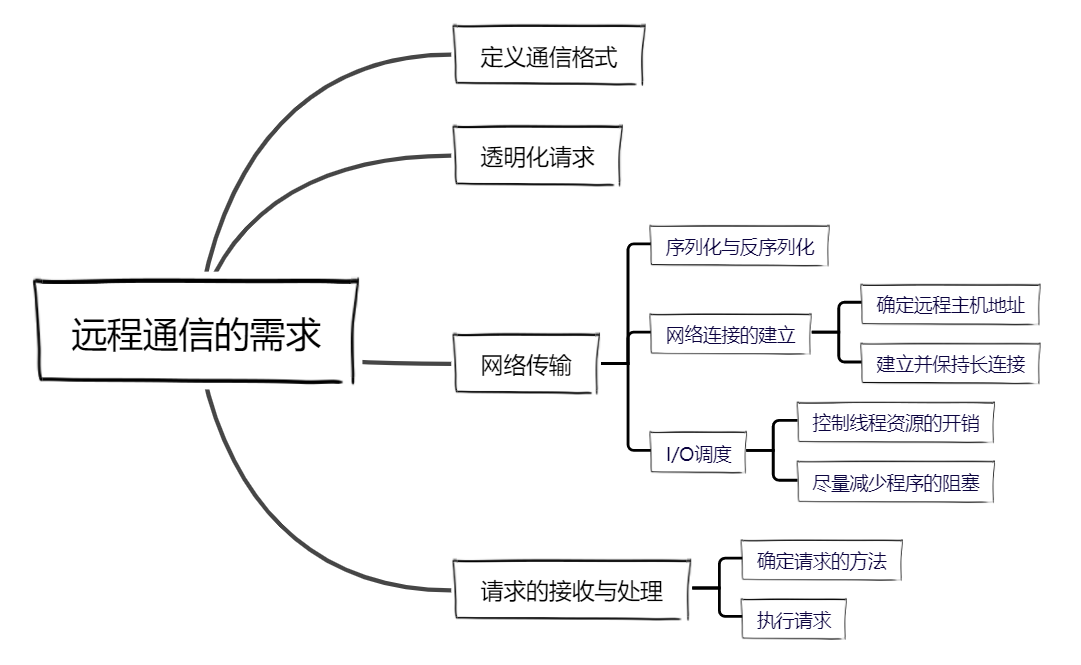 定义通信格式
透明化请求
序列化与反序列化
确定远程主机地址
远程通信的需求
网络连接的建立
网络传输
建立并保持长连接
控制线程资源的开销
I/O调度
尽量减少程序的阻塞
确定请求的方法
请求的接收与处理
执行请求